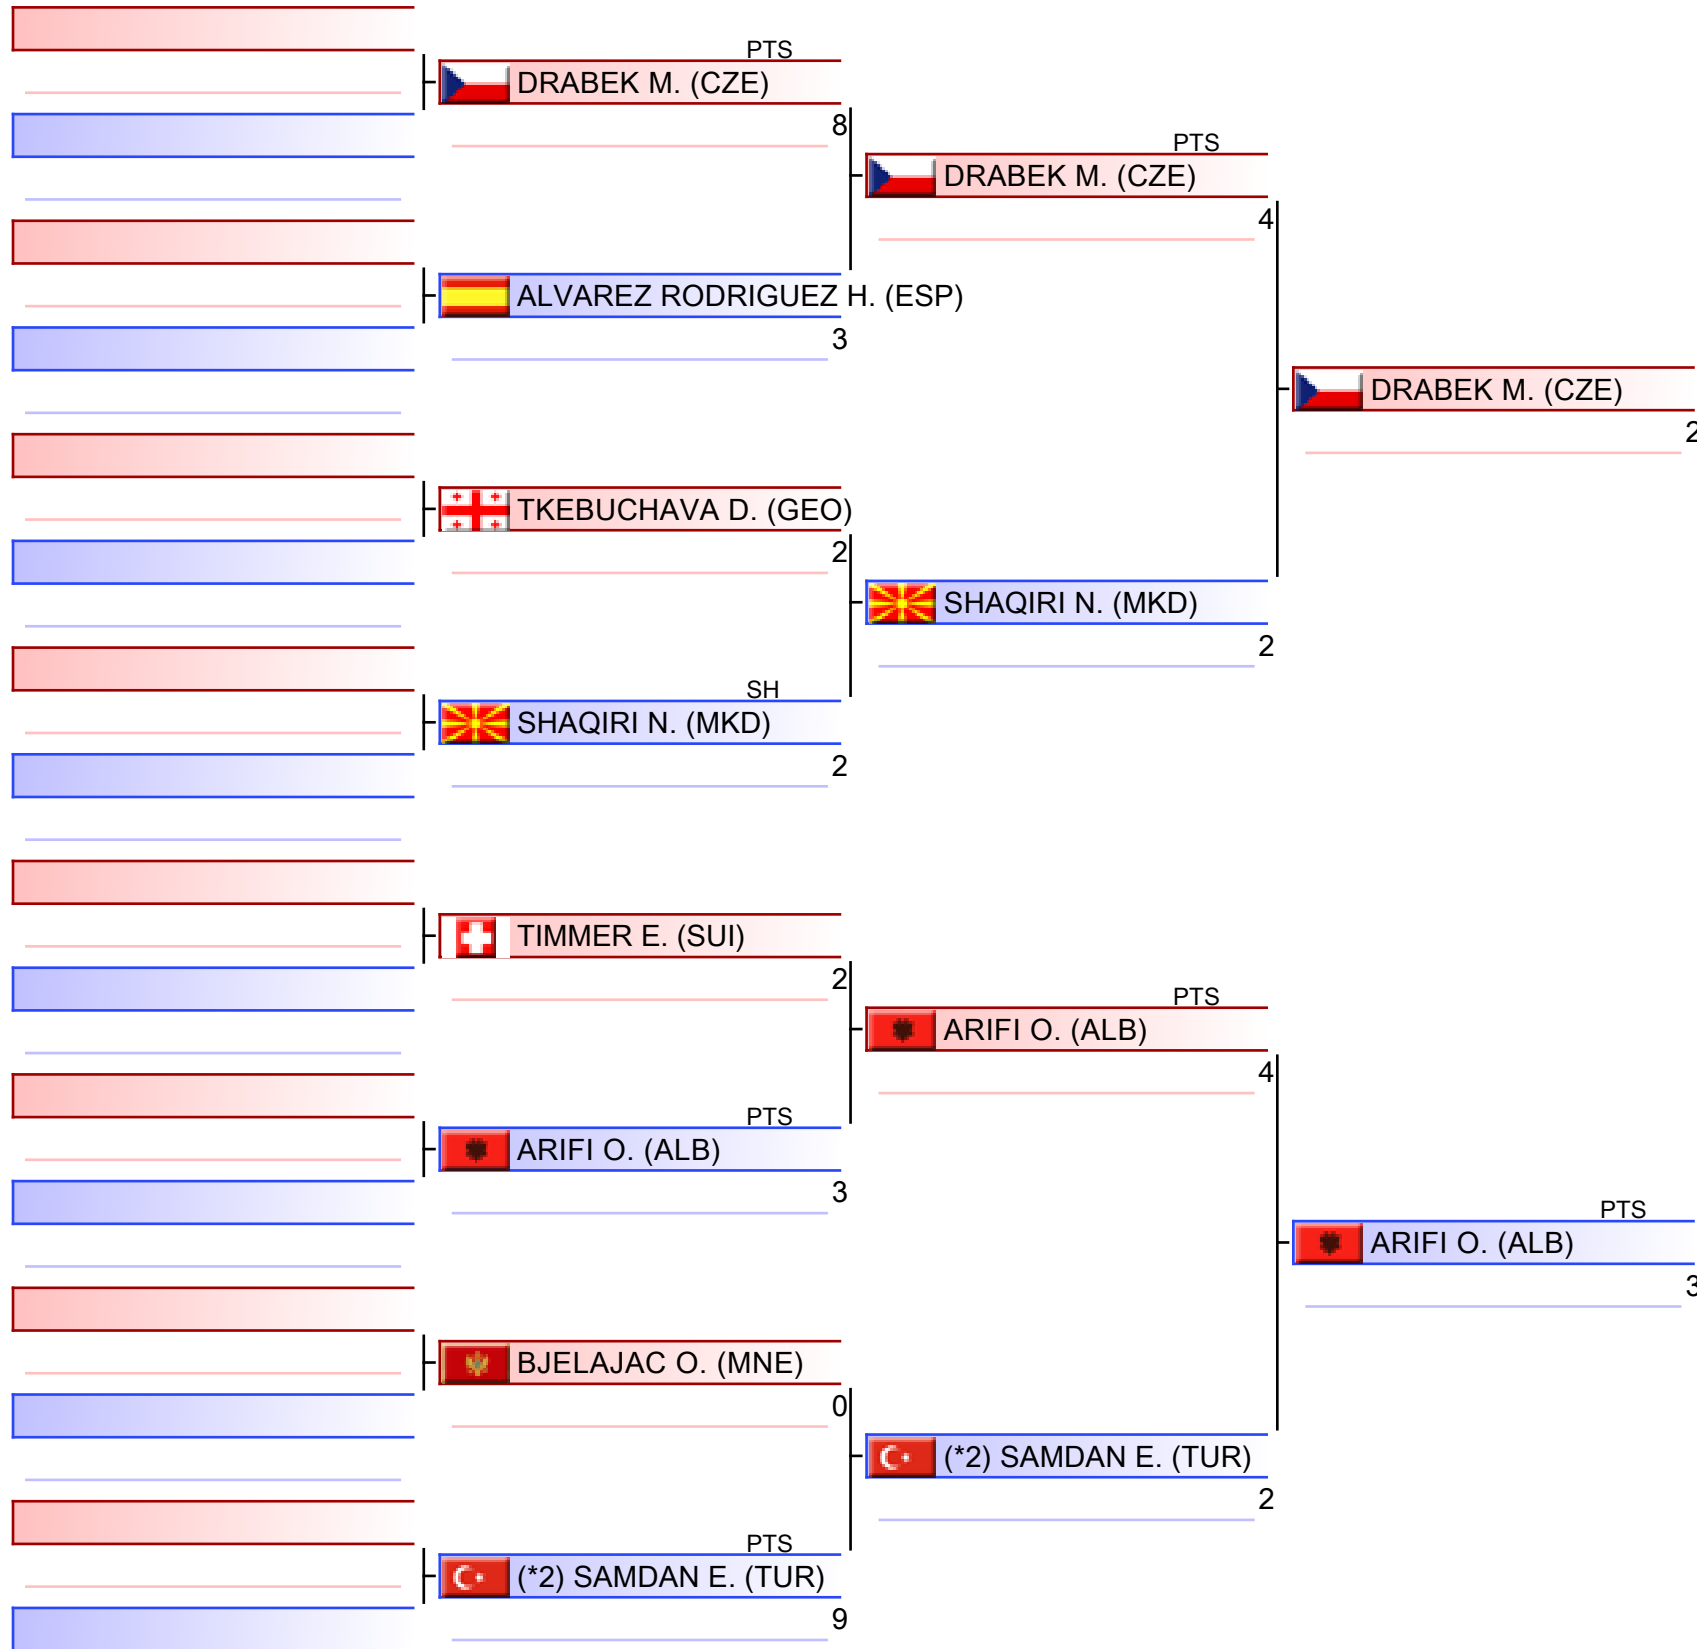 PTS
DRABEK M. (CZE)
8
PTS
DRABEK M. (CZE)
4
ALVAREZ RODRIGUEZ H. (ESP)
3
DRABEK M. (CZE)
2
TKEBUCHAVA D. (GEO)
2
SHAQIRI N. (MKD)
2
SH
SHAQIRI N. (MKD)
2
TIMMER E. (SUI)
2
PTS
ARIFI O. (ALB)
4
PTS
ARIFI O. (ALB)
3
PTS
ARIFI O. (ALB)
3
BJELAJAC O. (MNE)
0
(*2) SAMDAN E. (TUR)
2
PTS
(*2) SAMDAN E. (TUR)
9